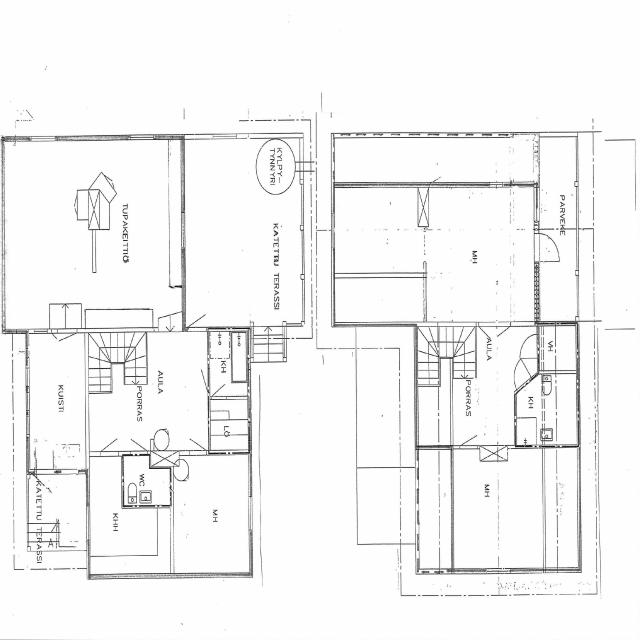 KYLPY-
TYNNYRI
TUPAKEITTIÖ
KATETTU TERASSI
KUISTI
PORRAS
AULA
KH
LÖ
KATETTU TERASSI
WC
KHH
MH
PARVEKE
MH
AULA
VH
PORRAS
KH
MH